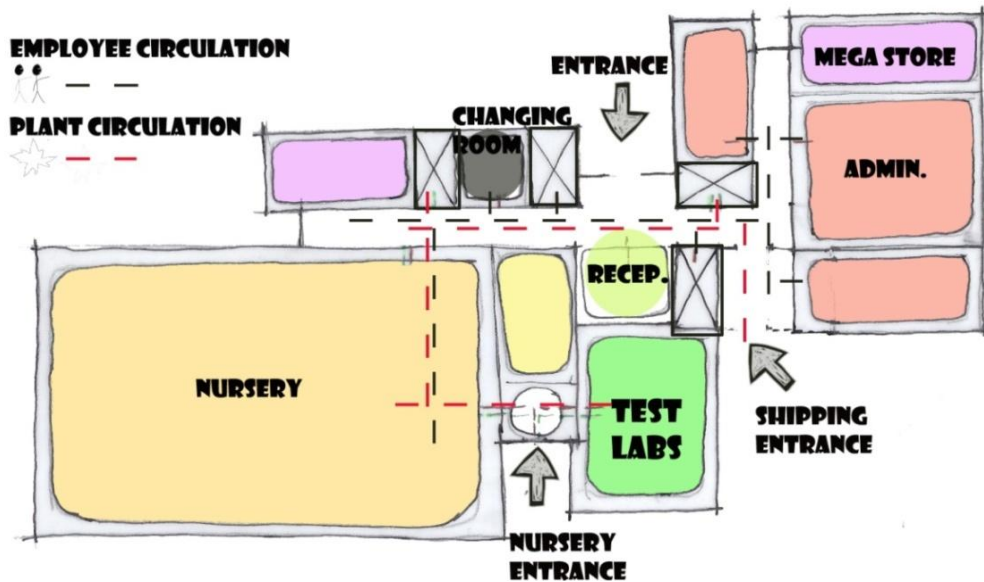 EMPLOYEE CIRCULATION
PLANT CIRCULATION
ENTRANCE
MEGA STORE
CHANGING
ROOM
ADMIN.
RECEP.
NURSERY
TEST
LABS
SHIPPING
ENTRANCE
NURSERY
ENTRANCE